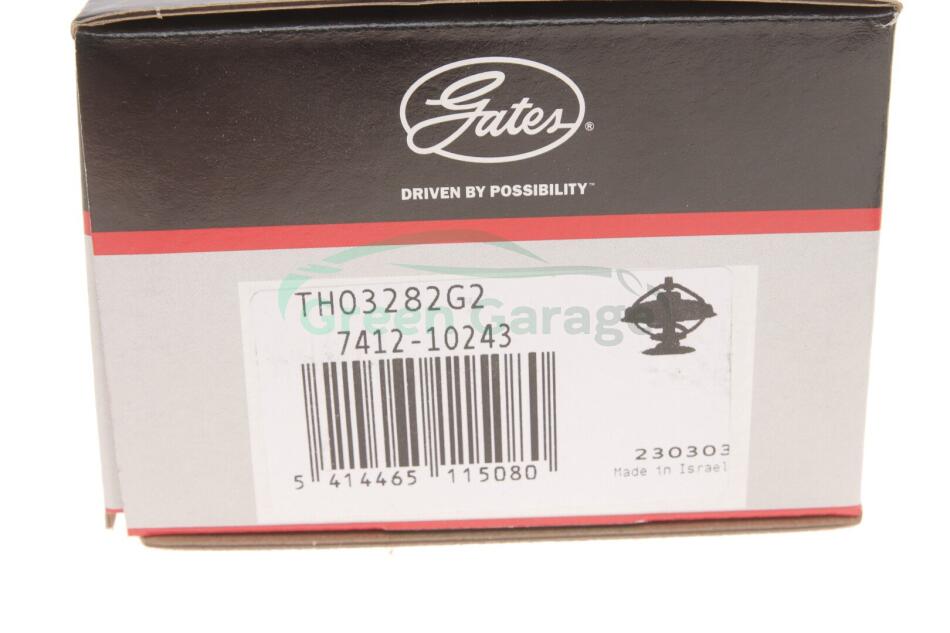 Gates®
DRIVEN BY POSSIBILITY™
TH03282G2
Green Garage
7412-10243
5 414465 115080
230303
Made in Israel